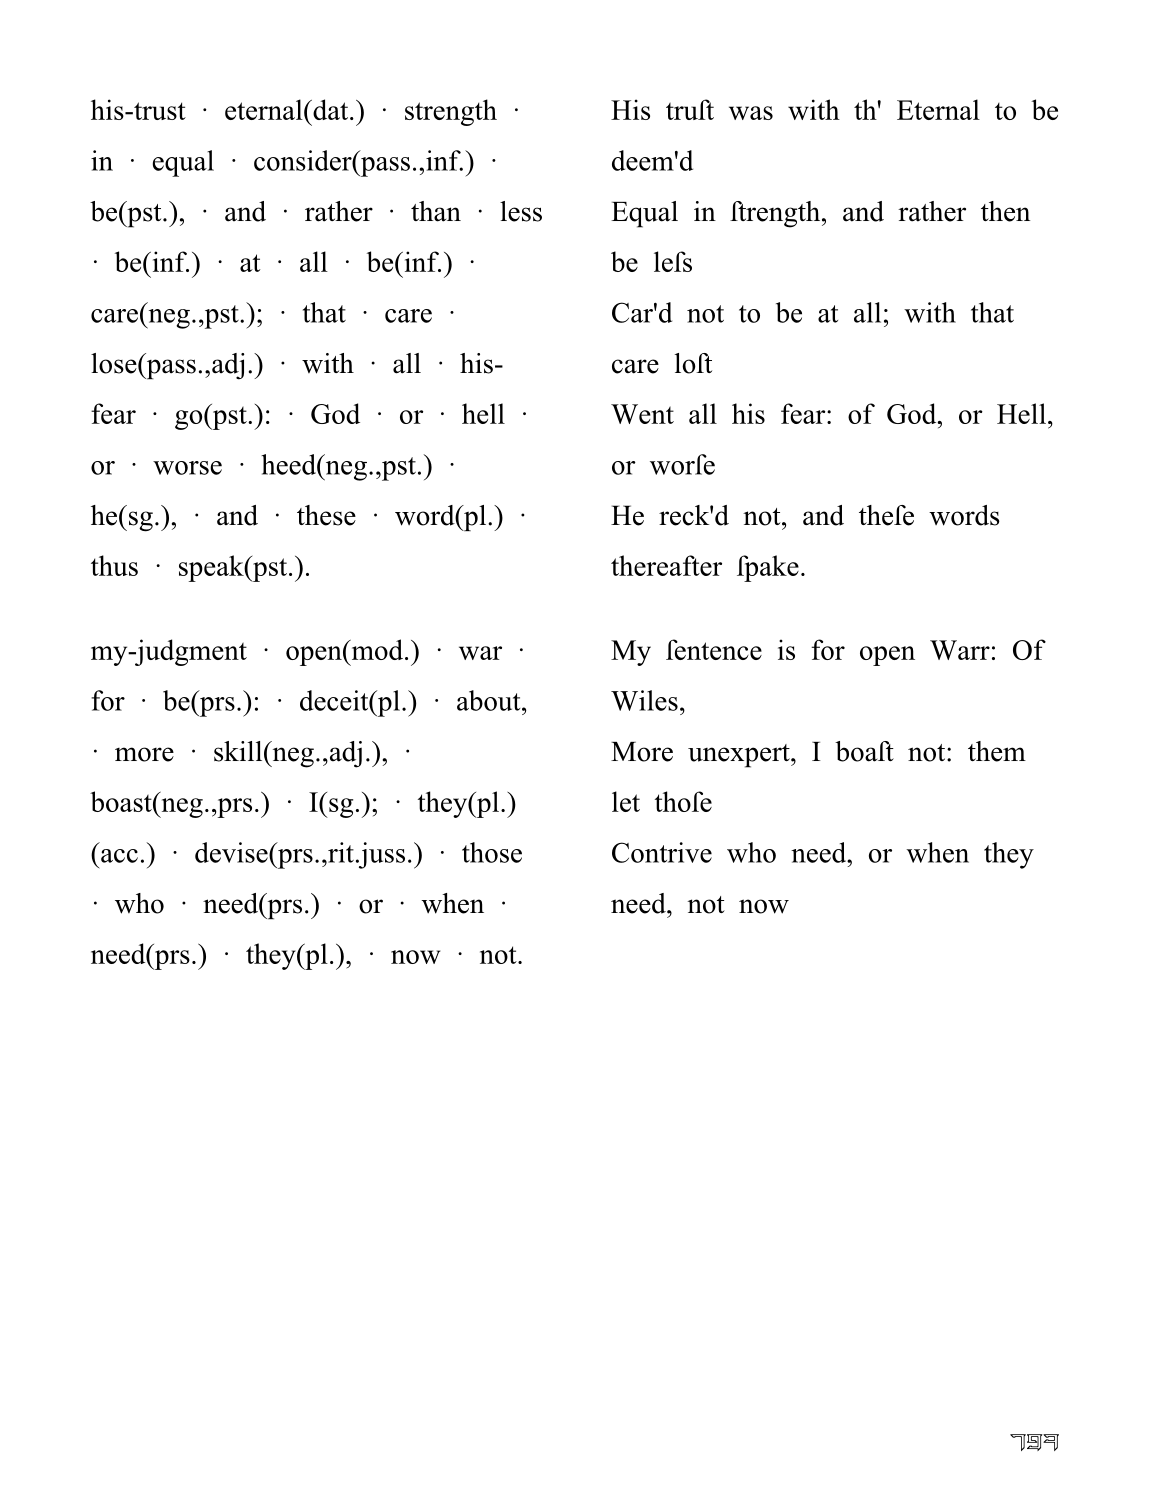 his-trust · eternal(dat.) · strength ·
in · equal · consider(pass.,inf.) ·
be(pst.), · and · rather · than · less
· be(inf.) · at · all · be(inf.) ·
care(neg.,pst.); · that · care ·
lose(pass.,adj.) · with · all · his-
fear · go(pst.): · God · or · hell ·
or · worse · heed(neg.,pst.) ·
he(sg.), · and · these · word(pl.) ·
thus · speak(pst.).
my-judgment · open(mod.) · war ·
for · be(prs.): · deceit(pl.) · about,
· more · skill(neg.,adj.), ·
boast(neg.,prs.) · I(sg.); · they(pl.)
(acc.) · devise(prs.,rit.juss.) · those
· who · need(prs.) · or · when ·
need(prs.) · they(pl.), · now · not.
His truſt was with th' Eternal to be
deem'd
Equal in ſtrength, and rather then
be leſs
Car'd not to be at all; with that
care loſt
Went all his fear: of God, or Hell,
or worſe
He reck'd not, and theſe words
thereafter ſpake.
My ſentence is for open Warr: Of
Wiles,
More unexpert, I boaſt not: them
let thoſe
Contrive who need, or when they
need, not now